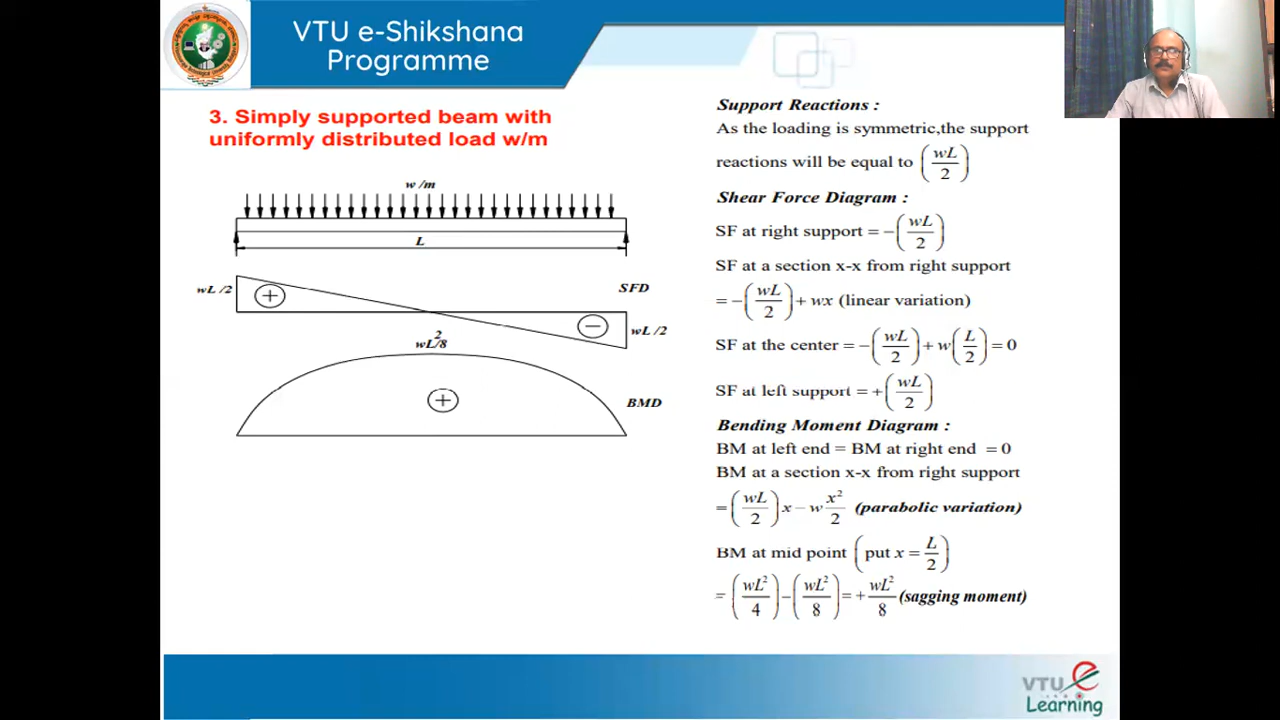 VTU e-Shikshana
Programme
3. Simply supported beam with
uniformly distributed load w/m
w /m
L
wL /2
+
SFD
−
wL /2
wL²/8
+
BMD
Support Reactions :
As the loading is symmetric,the support
reactions will be equal to (wL/2)
Shear Force Diagram :
SF at right support = −(wL/2)
SF at a section x-x from right support
= −(wL/2) + wx (linear variation)
SF at the center = −(wL/2) + w(L/2) = 0
SF at left support = +(wL/2)
Bending Moment Diagram :
BM at left end = BM at right end = 0
BM at a section x-x from right support
= (wL/2)x − w x²/2 (parabolic variation)
BM at mid point (put x = L/2)
= (wL²/4) − (wL²/8) = + wL²/8 (sagging moment)
VTU e
Learning